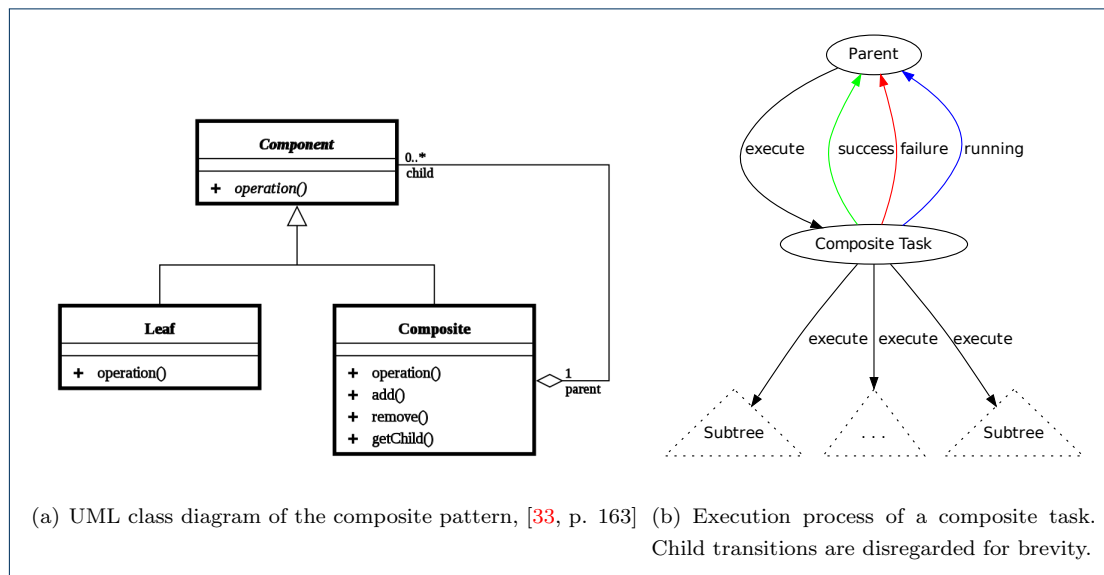 Component
+ operation()
0..*
child
Leaf
+ operation()
Composite
+ operation()
+ add()
+ remove()
+ getChild()
1
parent
(a) UML class diagram of the composite pattern, [33, p. 163]
Parent
execute
success
failure
running
Composite Task
execute
execute
execute
Subtree
. . .
Subtree
(b) Execution process of a composite task.
Child transitions are disregarded for brevity.